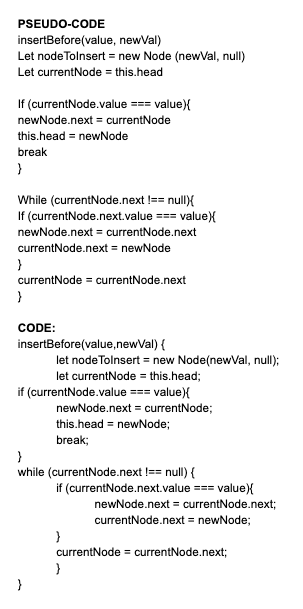 PSEUDO-CODE
insertBefore(value, newVal)
Let nodeToInsert = new Node (newVal, null)
Let currentNode = this.head

If (currentNode.value === value){
newNode.next = currentNode
this.head = newNode
break
}

While (currentNode.next !== null){
If (currentNode.next.value === value){
newNode.next = currentNode.next
currentNode.next = newNode
}
currentNode = currentNode.next
}

CODE:
insertBefore(value,newVal) {
let nodeToInsert = new Node(newVal, null);
let currentNode = this.head;
if (currentNode.value === value){
newNode.next = currentNode;
this.head = newNode;
break;
}
while (currentNode.next !== null) {
if (currentNode.next.value === value){
newNode.next = currentNode.next;
currentNode.next = newNode;
}
currentNode = currentNode.next;
}
}